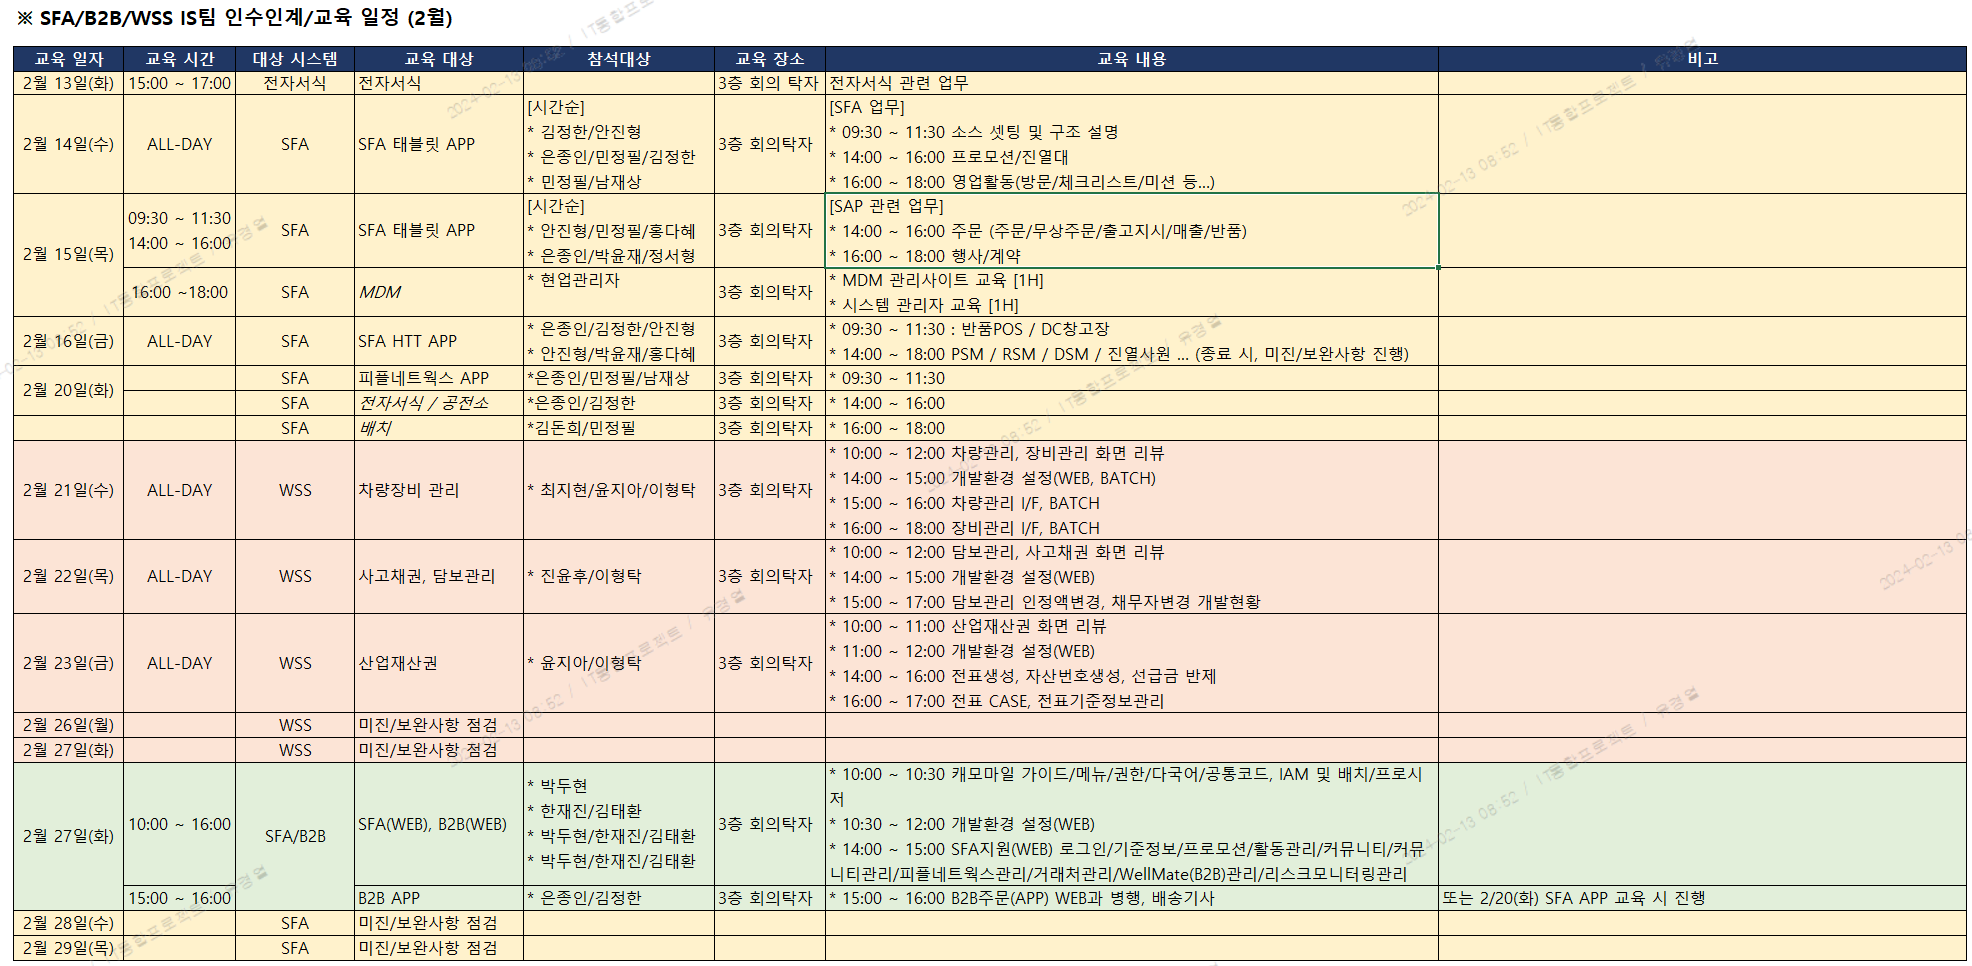 ※ SFA/B2B/WSS IS팀 인수인계/교육 일정 (2월)
교육 일자 교육 시간 대상 시스템 교육 대상 참석대상 교육 장소 교육 내용 비고
2월 13일(화) 15:00 ~ 17:00 전자서식 전자서식 3층 회의 탁자 전자서식 관련 업무
2월 14일(수) ALL-DAY SFA SFA 태블릿 APP
[시간순]
* 김정한/안진형
* 은종인/민정필/김정한
* 민정필/남재상
3층 회의탁자
[SFA 업무]
* 09:30 ~ 11:30 소스 셋팅 및 구조 설명
* 14:00 ~ 16:00 프로모션/진열대
* 16:00 ~ 18:00 영업활동(방문/체크리스트/미션 등...)
2월 15일(목)
09:30 ~ 11:30
14:00 ~ 16:00
SFA SFA 태블릿 APP
[시간순]
* 안진형/민정필/홍다혜
* 은종인/박윤재/정서형
3층 회의탁자
[SAP 관련 업무]
* 14:00 ~ 16:00 주문 (주문/무상주문/출고지시/매출/반품)
* 16:00 ~ 18:00 행사/계약
16:00 ~18:00 SFA MDM
* 현업관리자
3층 회의탁자
* MDM 관리사이트 교육 [1H]
* 시스템 관리자 교육 [1H]
2월 16일(금) ALL-DAY SFA SFA HTT APP
* 은종인/김정한/안진형
* 안진형/박윤재/홍다혜
3층 회의탁자
* 09:30 ~ 11:30 : 반품POS / DC창고장
* 14:00 ~ 18:00 PSM / RSM / DSM / 진열사원 ... (종료 시, 미진/보완사항 진행)
2월 20일(화)
SFA 피플네트웍스 APP *은종인/민정필/남재상 3층 회의탁자 * 09:30 ~ 11:30
SFA 전자서식 / 공전소 *은종인/김정한 3층 회의탁자 * 14:00 ~ 16:00
SFA 배치 *김돈희/민정필 3층 회의탁자 * 16:00 ~ 18:00
2월 21일(수) ALL-DAY WSS 차량장비 관리 * 최지현/윤지아/이형탁 3층 회의탁자
* 10:00 ~ 12:00 차량관리, 장비관리 화면 리뷰
* 14:00 ~ 15:00 개발환경 설정(WEB, BATCH)
* 15:00 ~ 16:00 차량관리 I/F, BATCH
* 16:00 ~ 18:00 장비관리 I/F, BATCH
2월 22일(목) ALL-DAY WSS 사고채권, 담보관리 * 진윤후/이형탁 3층 회의탁자
* 10:00 ~ 12:00 담보관리, 사고채권 화면 리뷰
* 14:00 ~ 15:00 개발환경 설정(WEB)
* 15:00 ~ 17:00 담보관리 인정액변경, 채무자변경 개발현황
2월 23일(금) ALL-DAY WSS 산업재산권 * 윤지아/이형탁 3층 회의탁자
* 10:00 ~ 11:00 산업재산권 화면 리뷰
* 11:00 ~ 12:00 개발환경 설정(WEB)
* 14:00 ~ 16:00 전표생성, 자산번호생성, 선급금 반제
* 16:00 ~ 17:00 전표 CASE, 전표기준정보관리
2월 26일(월) WSS 미진/보완사항 점검
2월 27일(화) WSS 미진/보완사항 점검
2월 27일(화) 10:00 ~ 16:00 SFA/B2B SFA(WEB), B2B(WEB)
* 박두현
* 한재진/김태환
* 박두현/한재진/김태환
* 박두현/한재진/김태환
3층 회의탁자
* 10:00 ~ 10:30 캐모마일 가이드/메뉴/권한/다국어/공통코드, IAM 및 배치/프로시
저
* 10:30 ~ 12:00 개발환경 설정(WEB)
* 14:00 ~ 15:00 SFA지원(WEB) 로그인/기준정보/프로모션/활동관리/커뮤니티/커뮤
니티관리/피플네트웍스관리/거래처관리/WellMate(B2B)관리/리스크모니터링관리
15:00 ~ 16:00 B2B APP * 은종인/김정한 3층 회의탁자 * 15:00 ~ 16:00 B2B주문(APP) WEB과 병행, 배송기사 또는 2/20(화) SFA APP 교육 시 진행
2월 28일(수) SFA 미진/보완사항 점검
2월 29일(목) SFA 미진/보완사항 점검
2024-02-13 08:52 / IT통합프로젝트 / 유경열